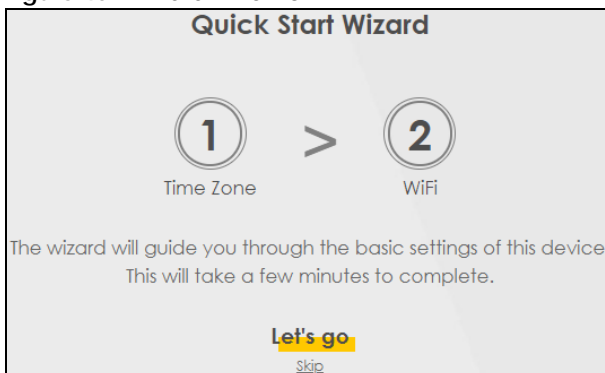 Quick Start Wizard
1 > 2
Time Zone WiFi
The wizard will guide you through the basic settings of this device
This will take a few minutes to complete.
Let's go
Skip